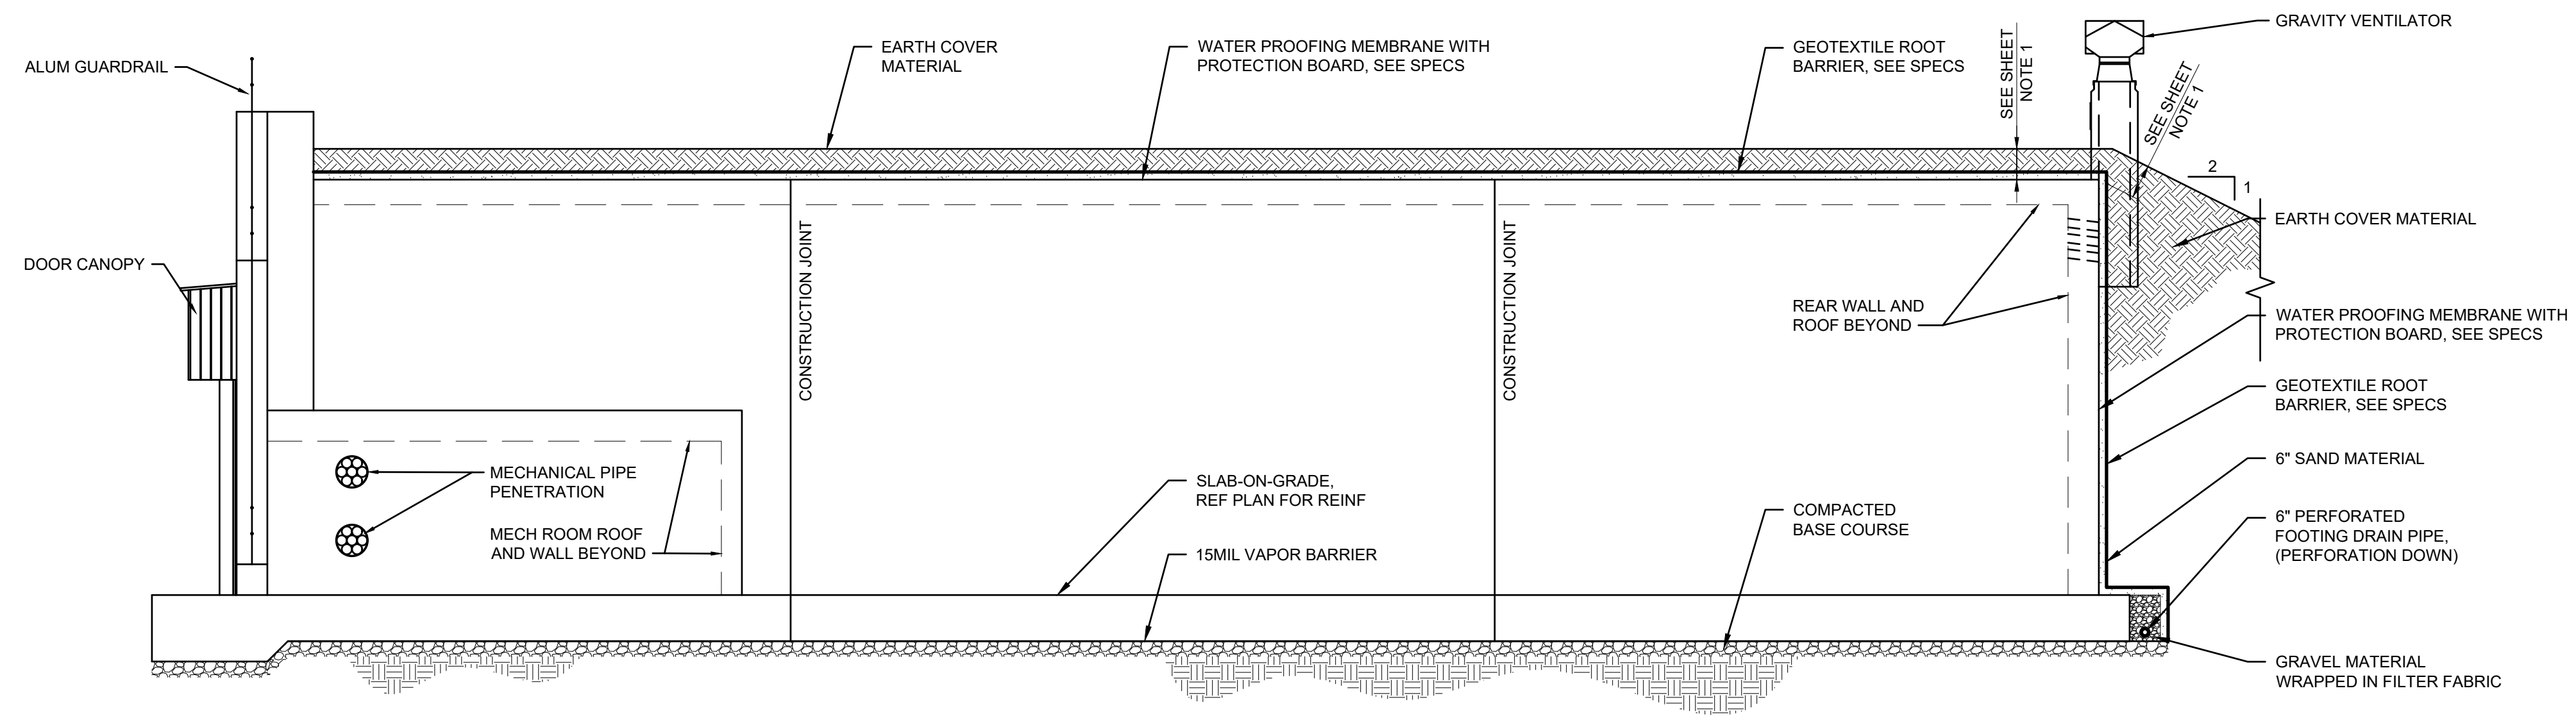 ALUM GUARDRAIL
EARTH COVER
MATERIAL
WATER PROOFING MEMBRANE WITH
PROTECTION BOARD, SEE SPECS
GEOTEXTILE ROOT
BARRIER, SEE SPECS
SEE SHEET
NOTE 1
GRAVITY VENTILATOR
SEE SHEET
NOTE 1
2
1
EARTH COVER MATERIAL
DOOR CANOPY
CONSTRUCTION JOINT
CONSTRUCTION JOINT
REAR WALL AND
ROOF BEYOND
WATER PROOFING MEMBRANE WITH
PROTECTION BOARD, SEE SPECS
GEOTEXTILE ROOT
BARRIER, SEE SPECS
MECHANICAL PIPE
PENETRATION
MECH ROOM ROOF
AND WALL BEYOND
SLAB-ON-GRADE,
REF PLAN FOR REINF
15MIL VAPOR BARRIER
COMPACTED
BASE COURSE
6" SAND MATERIAL
6" PERFORATED
FOOTING DRAIN PIPE,
(PERFORATION DOWN)
GRAVEL MATERIAL
WRAPPED IN FILTER FABRIC